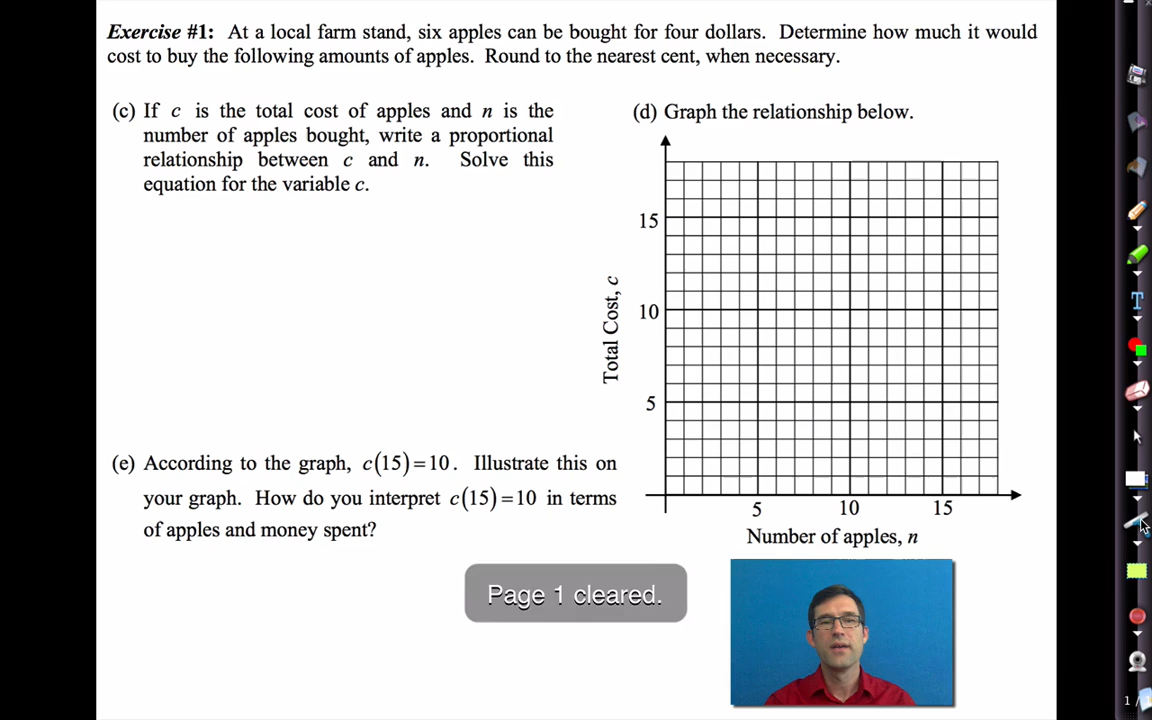 Exercise #1: At a local farm stand, six apples can be bought for four dollars. Determine how much it would
cost to buy the following amounts of apples. Round to the nearest cent, when necessary.
(c) If c is the total cost of apples and n is the
number of apples bought, write a proportional
relationship between c and n. Solve this
equation for the variable c.
(d) Graph the relationship below.
15
10
5
Total Cost, c
5 10 15
Number of apples, n
(e) According to the graph, c(15)=10. Illustrate this on
your graph. How do you interpret c(15)=10 in terms
of apples and money spent?
Page 1 cleared.
T